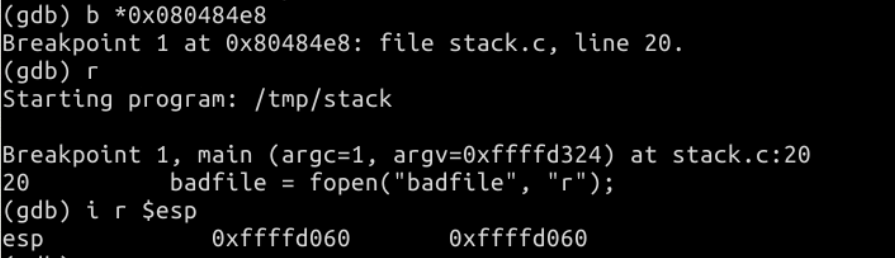 (gdb) b *0x080484e8
Breakpoint 1 at 0x80484e8: file stack.c, line 20.
(gdb) r
Starting program: /tmp/stack
Breakpoint 1, main (argc=1, argv=0xffffd324) at stack.c:20
20 badfile = fopen("badfile", "r");
(gdb) i r $esp
esp 0xffffd060 0xffffd060